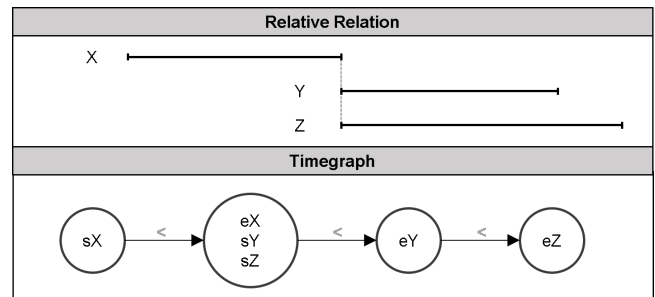 Relative Relation
X
Y
Z
Timegraph
sX
<
eX
sY
sZ
<
eY
<
eZ